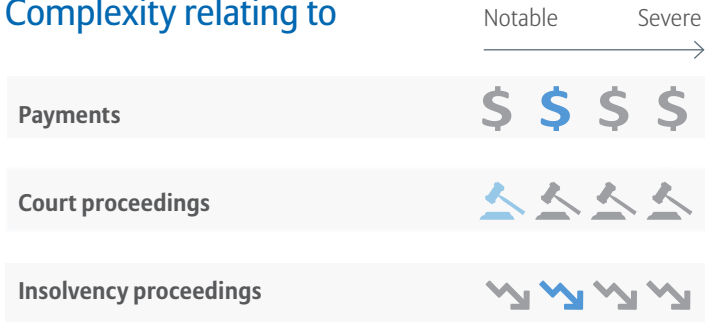 Complexity relating to
Notable Severe
Payments
$ $ $ $
Court proceedings
Insolvency proceedings